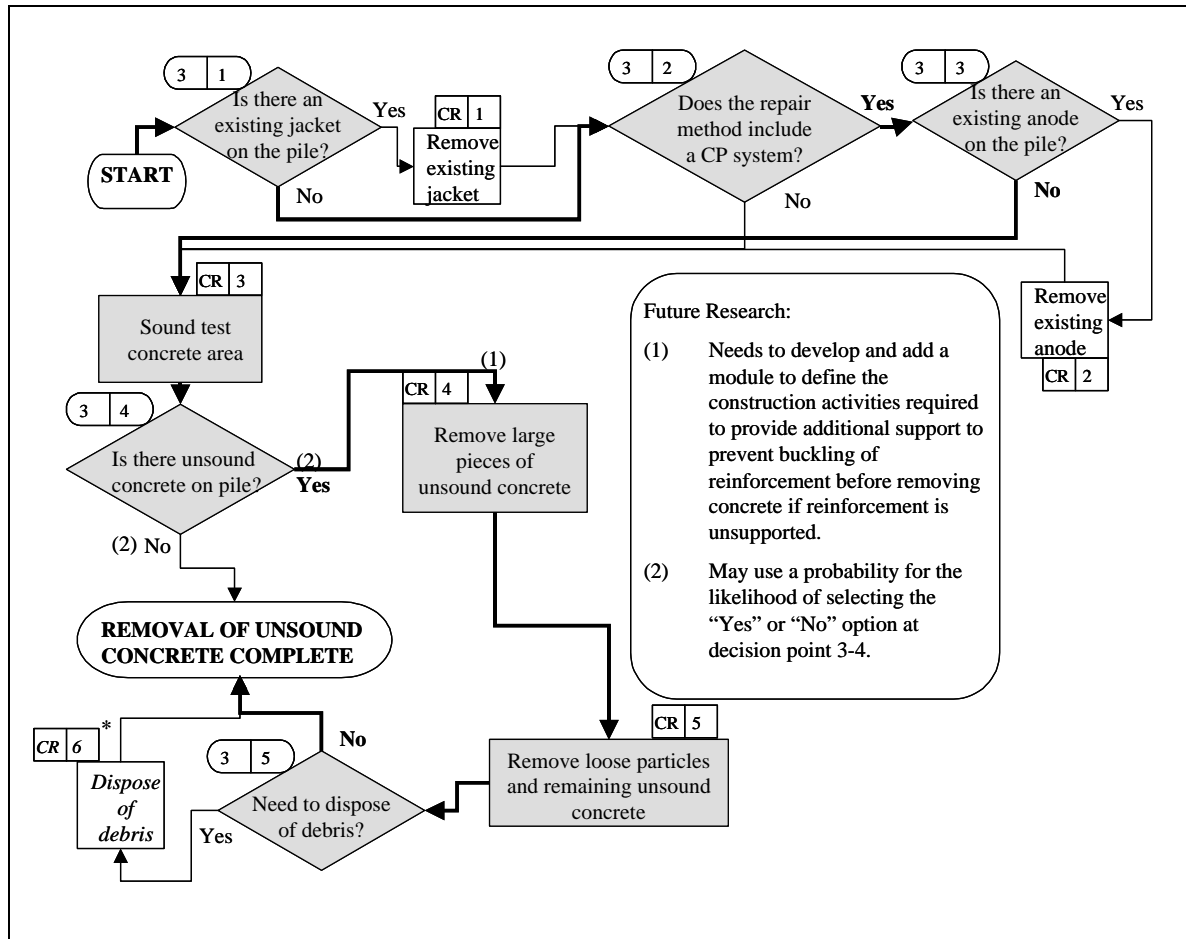 3 1
Is there an
existing jacket
on the pile?
START
Yes
No
CR 1
Remove
existing
jacket
3 2
Does the repair
method include
a CP system?
Yes
No
3 3
Is there an
existing anode
on the pile?
Yes
No
Remove
existing
anode
CR 2
CR 3
Sound test
concrete area
3 4
Is there unsound
concrete on pile?
(2)
Yes
(2) No
(1)
CR 4
Remove large
pieces of
unsound concrete
Future Research:
(1) Needs to develop and add a
module to define the
construction activities required
to provide additional support to
prevent buckling of
reinforcement before removing
concrete if reinforcement is
unsupported.
(2) May use a probability for the
likelihood of selecting the
“Yes” or “No” option at
decision point 3-4.
REMOVAL OF UNSOUND
CONCRETE COMPLETE
CR 5
Remove loose particles
and remaining unsound
concrete
3 5
Need to dispose
of debris?
No
Yes
CR 6 *
Dispose
of
debris